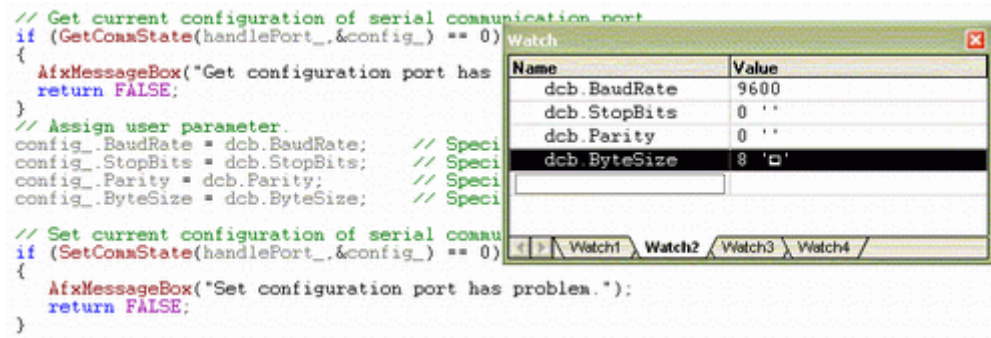 // Get current configuration of serial communication port
if (GetCommState(handlePort_,&config_) == 0)
{
AfxMessageBox("Get configuration port has
return FALSE;
}
// Assign user parameter.
config_.BaudRate = dcb.BaudRate; // Speci
config_.StopBits = dcb.StopBits; // Speci
config_.Parity = dcb.Parity; // Speci
config_.ByteSize = dcb.ByteSize; // Speci
// Set current configuration of serial commu
if (SetCommState(handlePort_,&config_) == 0)
{
AfxMessageBox("Set configuration port has problem.");
return FALSE;
}
Watch
Name Value
dcb.BaudRate 9600
dcb.StopBits 0 ''
dcb.Parity 0 ''
dcb.ByteSize 8 '◘'
Watch1 Watch2 Watch3 Watch4